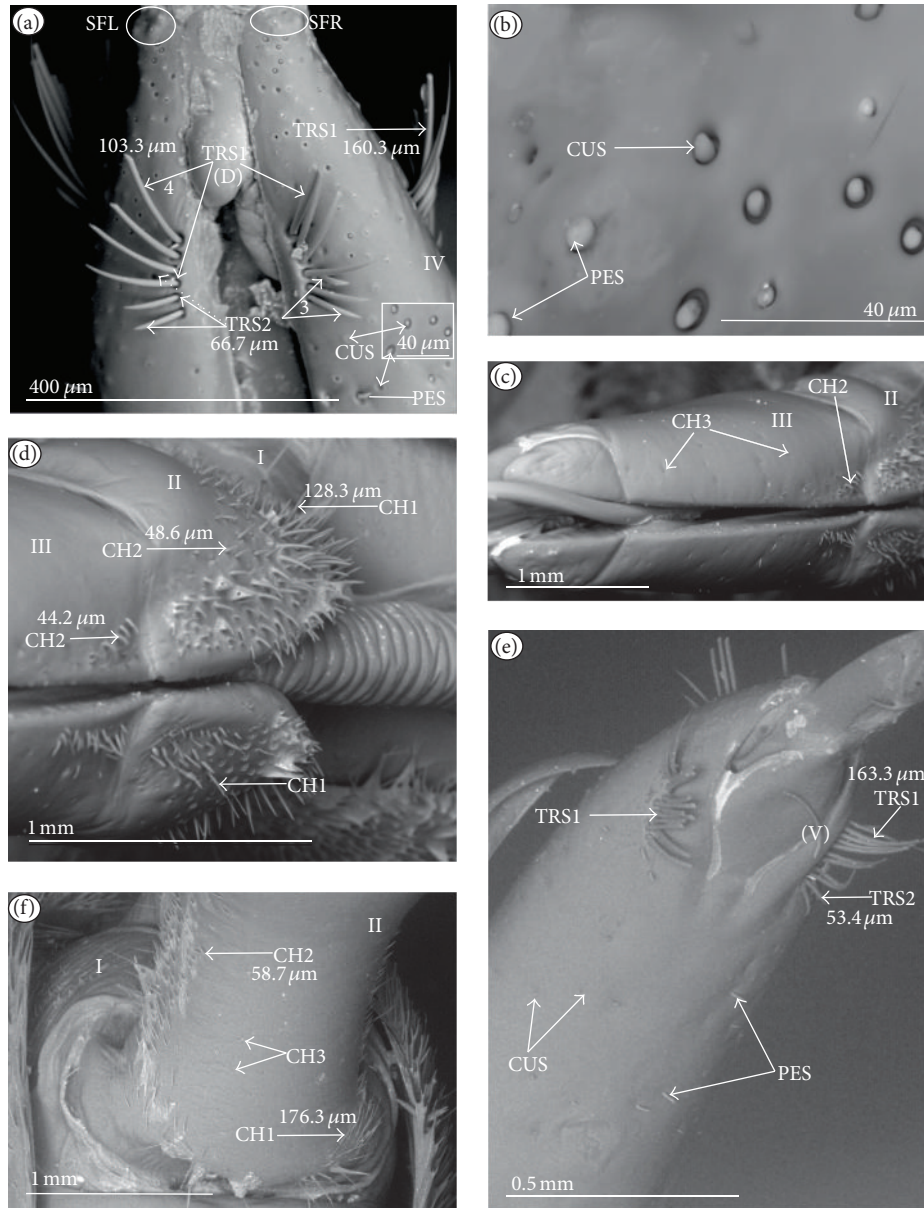 (a)
SFL
SFR
TRS1
160.3 μm
103.3 μm
TRS1
(D)
4
IV
3
TRS2
66.7 μm
CUS
40 μm
400 μm
PES
(b)
CUS
PES
40 μm
(c)
CH2
II
CH3
III
1 mm
(d)
I
II
128.3 μm
CH1
48.6 μm
CH2
III
44.2 μm
CH2
CH1
1 mm
(e)
163.3 μm
TRS1
TRS1
(V)
TRS2
53.4 μm
CUS
PES
0.5 mm
(f)
II
I
CH2
58.7 μm
CH3
176.3 μm
CH1
1 mm